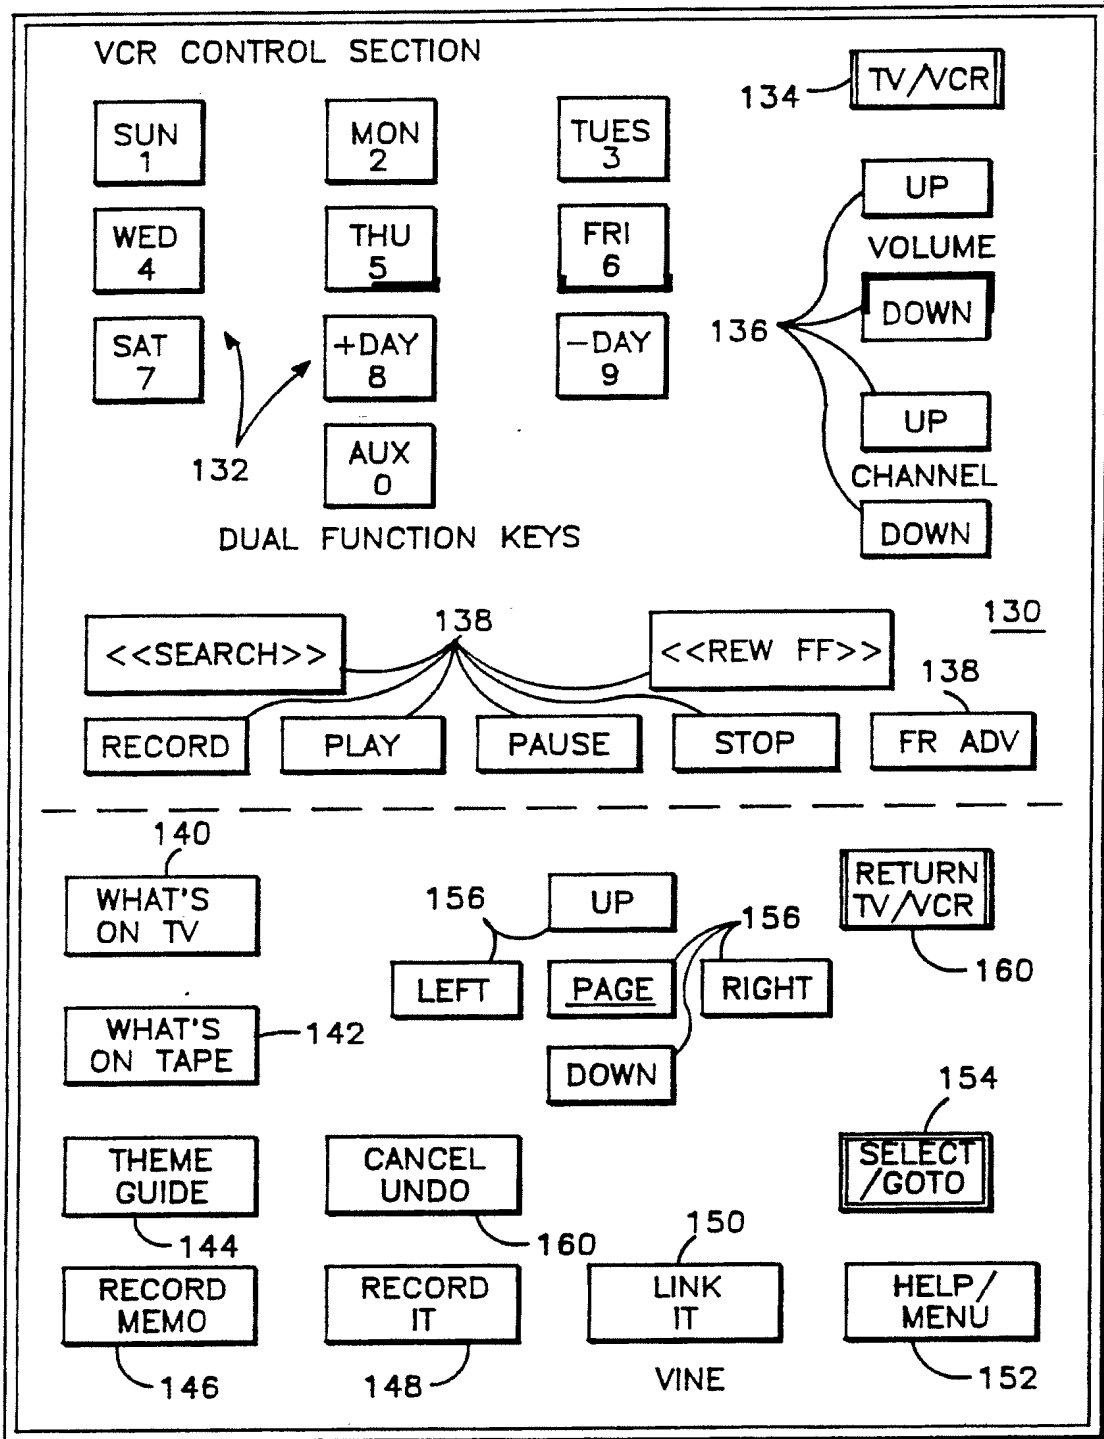 VCR CONTROL SECTION
134
TV/VCR
SUN
1
MON
2
TUES
3
UP
VOLUME
DOWN
WED
4
THU
5
FRI
6
136
SAT
7
+DAY
8
−DAY
9
UP
CHANNEL
DOWN
132
AUX
0
DUAL FUNCTION KEYS
130
<<SEARCH>>
138
<<REW FF>>
138
RECORD
PLAY
PAUSE
STOP
FR ADV
140
WHAT'S
ON TV
156
UP
156
RETURN
TV/VCR
160
LEFT
PAGE
RIGHT
WHAT'S
ON TAPE
142
DOWN
154
THEME
GUIDE
144
CANCEL
UNDO
160
SELECT
/GOTO
150
RECORD
MEMO
146
RECORD
IT
148
LINK
IT
VINE
HELP/
MENU
152